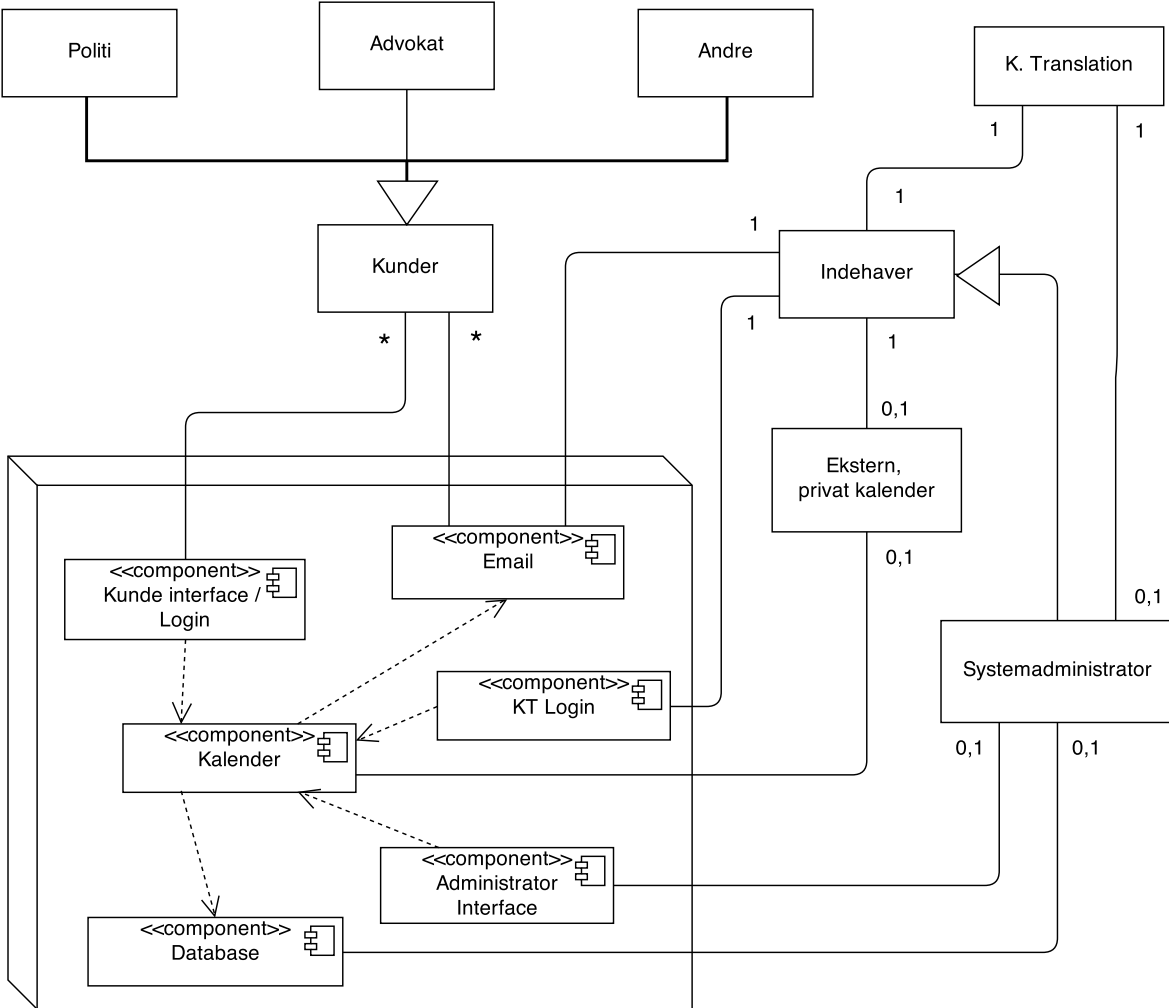 Politi
Advokat
Andre
K. Translation
1
1
1
1
Kunder
Indehaver
*
*
1
1
0,1
Ekstern,
privat kalender
<<component>>
Email
0,1
<<component>>
Kunde interface /
Login
0,1
<<component>>
KT Login
Systemadministrator
<<component>>
Kalender
0,1
0,1
<<component>>
Administrator
Interface
<<component>>
Database